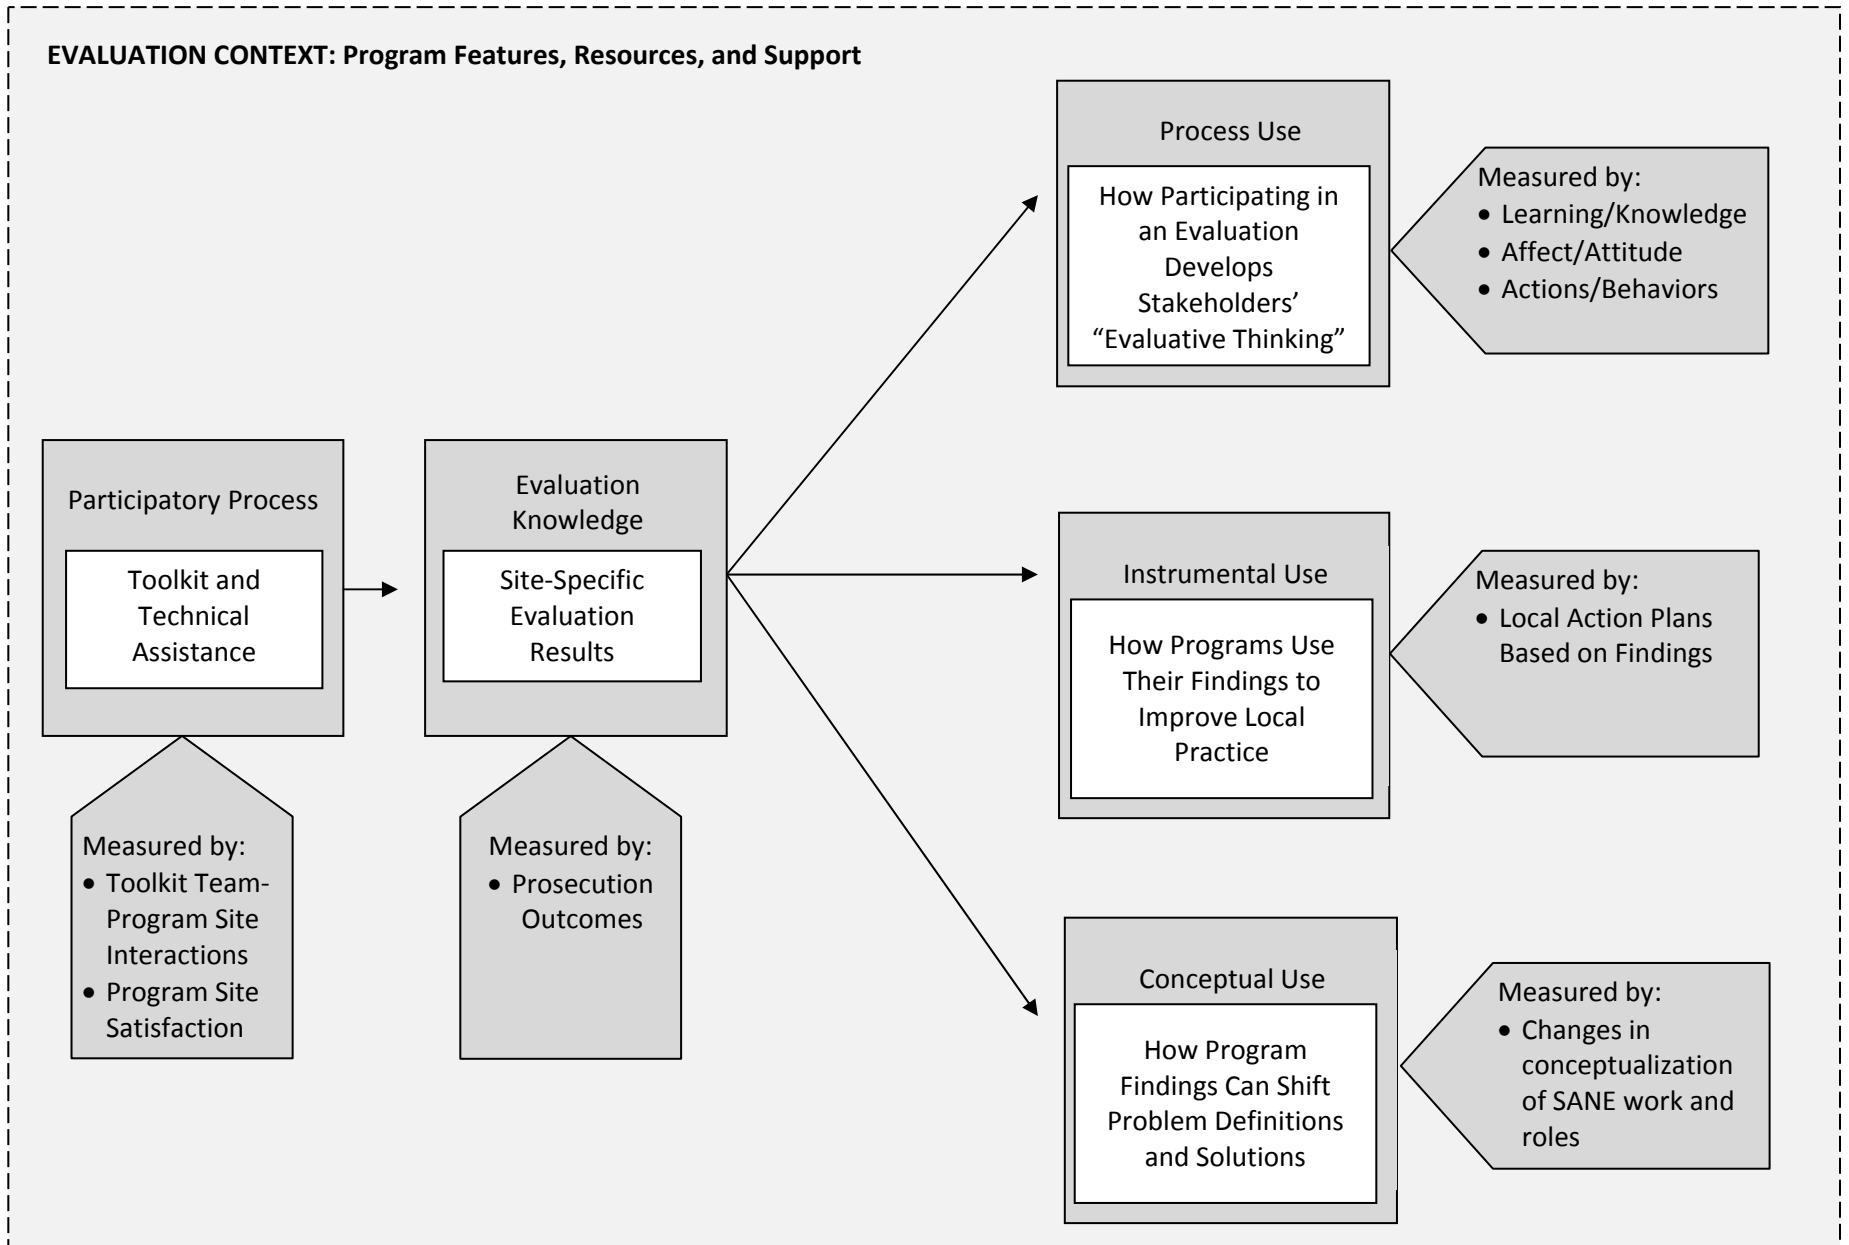 EVALUATION CONTEXT: Program Features, Resources, and Support
Participatory Process
Toolkit and
Technical
Assistance
Measured by:
• Toolkit Team-
Program Site
Interactions
• Program Site
Satisfaction
Evaluation
Knowledge
Site-Specific
Evaluation
Results
Measured by:
• Prosecution
Outcomes
Process Use
How Participating in
an Evaluation
Develops
Stakeholders’
“Evaluative Thinking”
Measured by:
• Learning/Knowledge
• Affect/Attitude
• Actions/Behaviors
Instrumental Use
How Programs Use
Their Findings to
Improve Local
Practice
Measured by:
• Local Action Plans
Based on Findings
Conceptual Use
How Program
Findings Can Shift
Problem Definitions
and Solutions
Measured by:
• Changes in
conceptualization
of SANE work and
roles